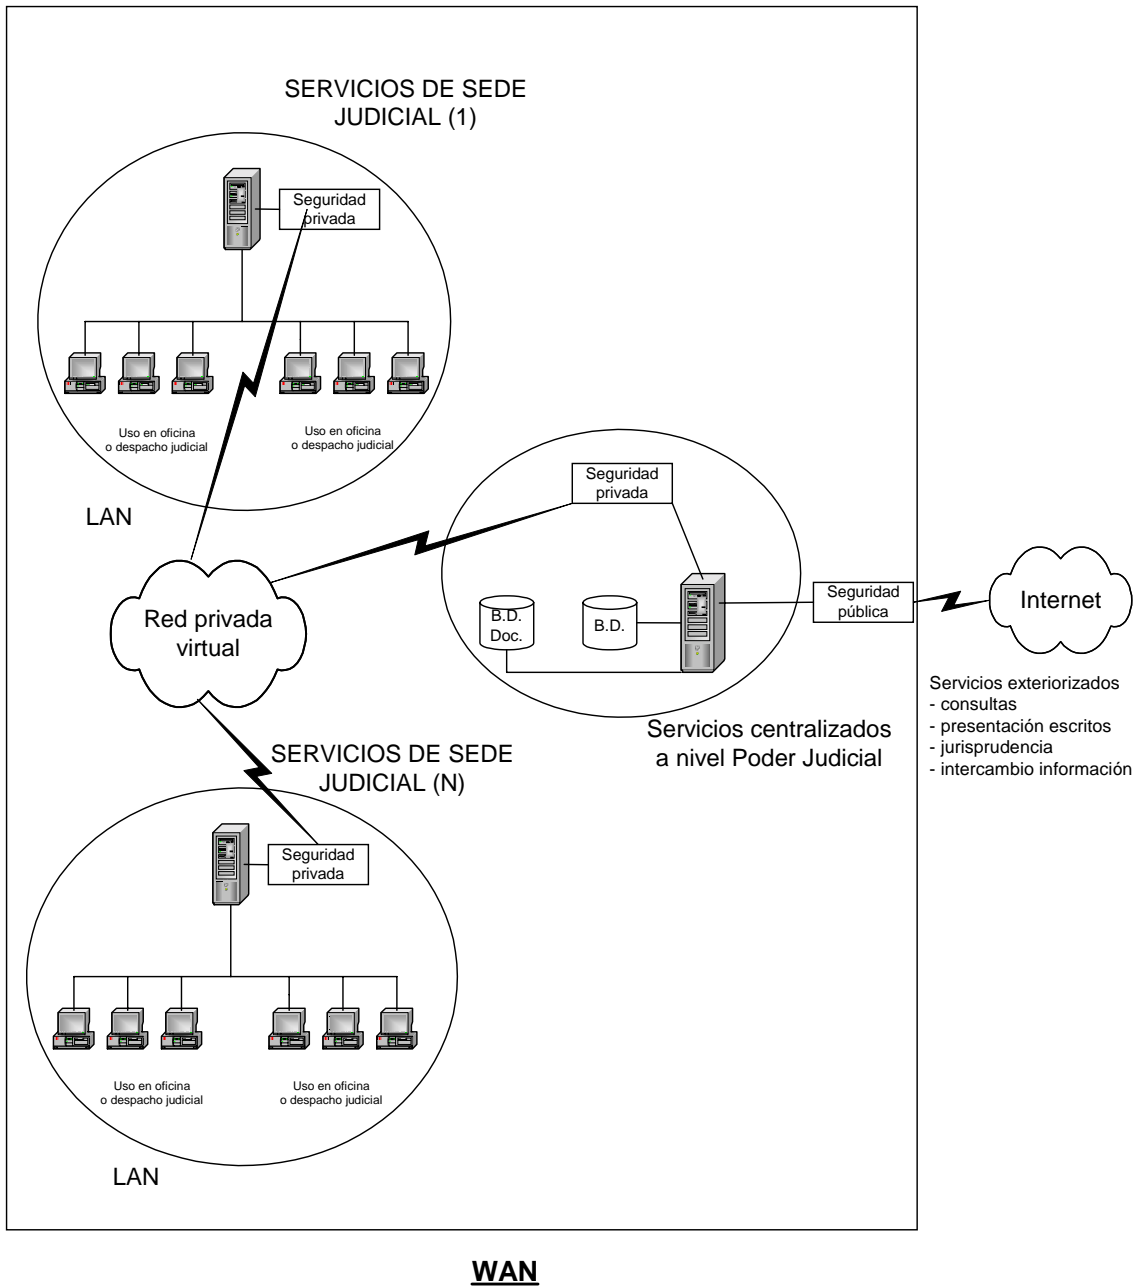 SERVICIOS DE SEDE
JUDICIAL (1)
Seguridad
privada
Uso en oficina
o despacho judicial
Uso en oficina
o despacho judicial
LAN
Seguridad
privada
Red privada
virtual
B.D.
Doc.
B.D.
Seguridad
pública
Internet
Servicios exteriorizados
- consultas
- presentación escritos
- jurisprudencia
- intercambio información
Servicios centralizados
a nivel Poder Judicial
SERVICIOS DE SEDE
JUDICIAL (N)
Seguridad
privada
Uso en oficina
o despacho judicial
Uso en oficina
o despacho judicial
LAN
WAN